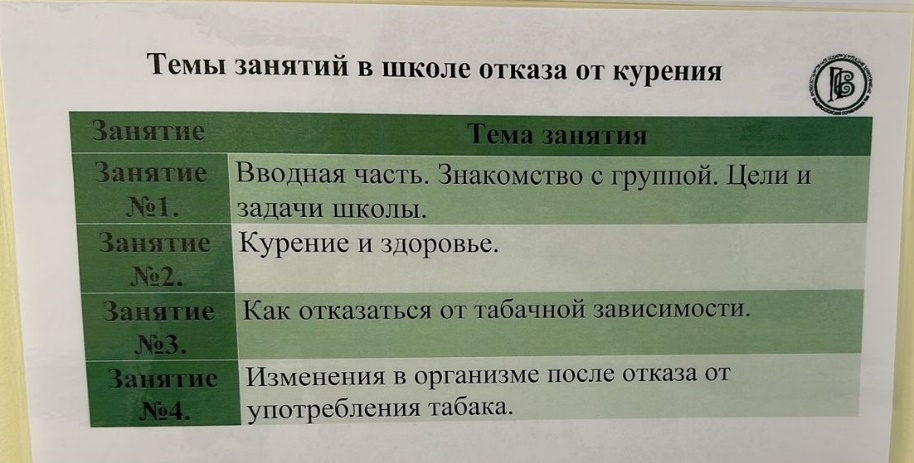 Темы занятий в школе отказа от курения
Занятие Тема занятия
Занятие №1. Вводная часть. Знакомство с группой. Цели и
задачи школы.
Занятие №2. Курение и здоровье.
Занятие №3. Как отказаться от табачной зависимости.
Занятие №4. Изменения в организме после отказа от
употребления табака.